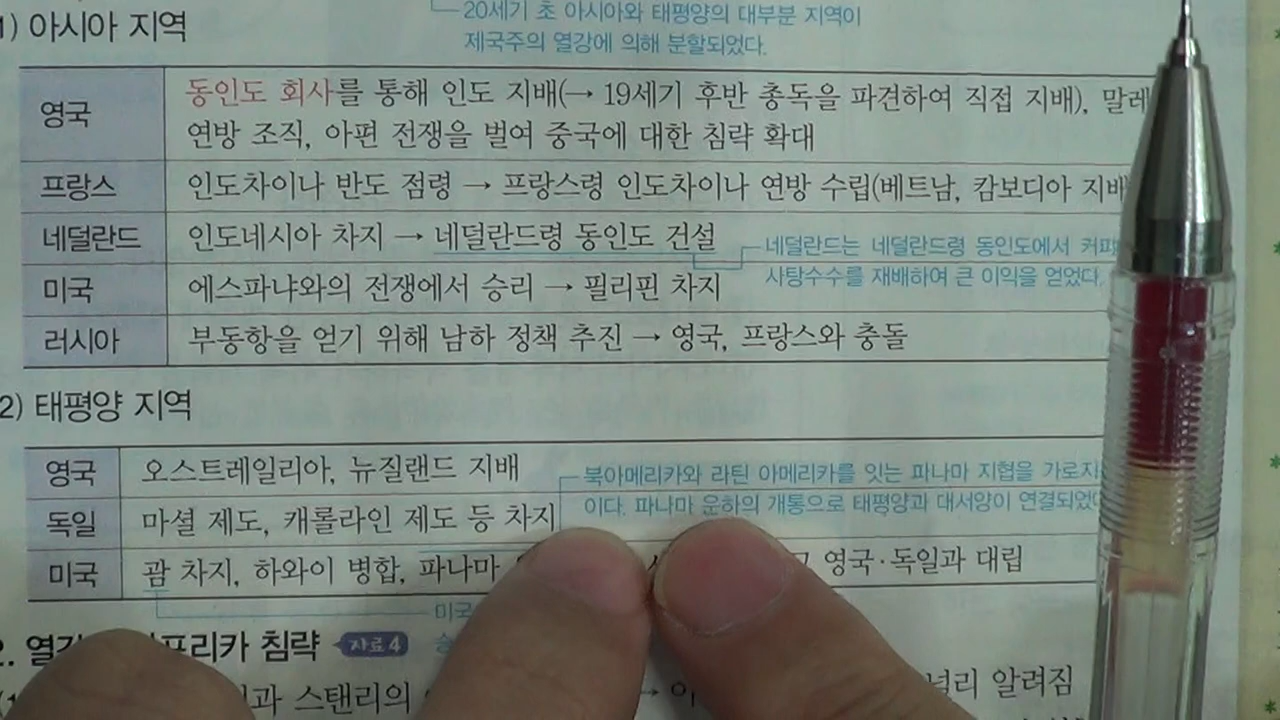 20세기 초 아시아와 태평양의 대부분 지역이
제국주의 열강에 의해 분할되었다.
1) 아시아 지역
영국
동인도 회사를 통해 인도 지배(→ 19세기 후반 총독을 파견하여 직접 지배), 말레
연방 조직, 아편 전쟁을 벌여 중국에 대한 침략 확대
프랑스 인도차이나 반도 점령 → 프랑스령 인도차이나 연방 수립(베트남, 캄보디아 지배
네덜란드 인도네시아 차지 → 네덜란드령 동인도 건설
네덜란드는 네덜란드령 동인도에서 커피
사탕수수를 재배하여 큰 이익을 얻었다.
미국 에스파냐와의 전쟁에서 승리 → 필리핀 차지
러시아 부동항을 얻기 위해 남하 정책 추진 → 영국, 프랑스와 충돌
2) 태평양 지역
영국 오스트레일리아, 뉴질랜드 지배
북아메리카와 라틴 아메리카를 잇는 파나마 지협을 가로지
이다. 파나마 운하의 개통으로 태평양과 대서양이 연결되었
독일 마셜 제도, 캐롤라인 제도 등 차지
미국 괌 차지, 하와이 병합, 파나마 영국·독일과 대립
미국
2. 프리카 침략 자료4
스탠리의 → 널리 알려짐